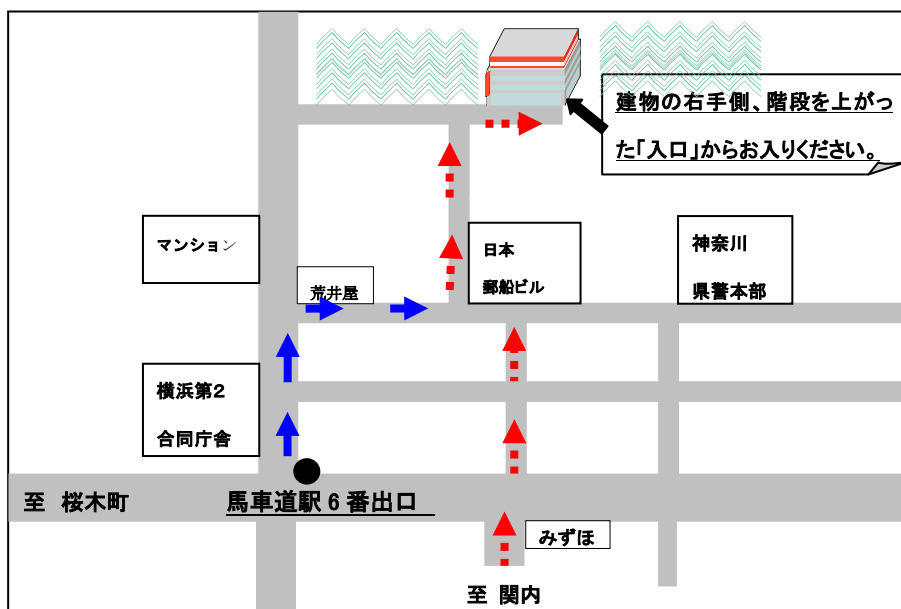 建物の右手側、階段を上がっ
た「入口」からお入りください。
マンション
日本
郵船ビル
神奈川
県警本部
荒井屋
横浜第2
合同庁舎
至 桜木町
馬車道駅6番出口
みずほ
至 関内